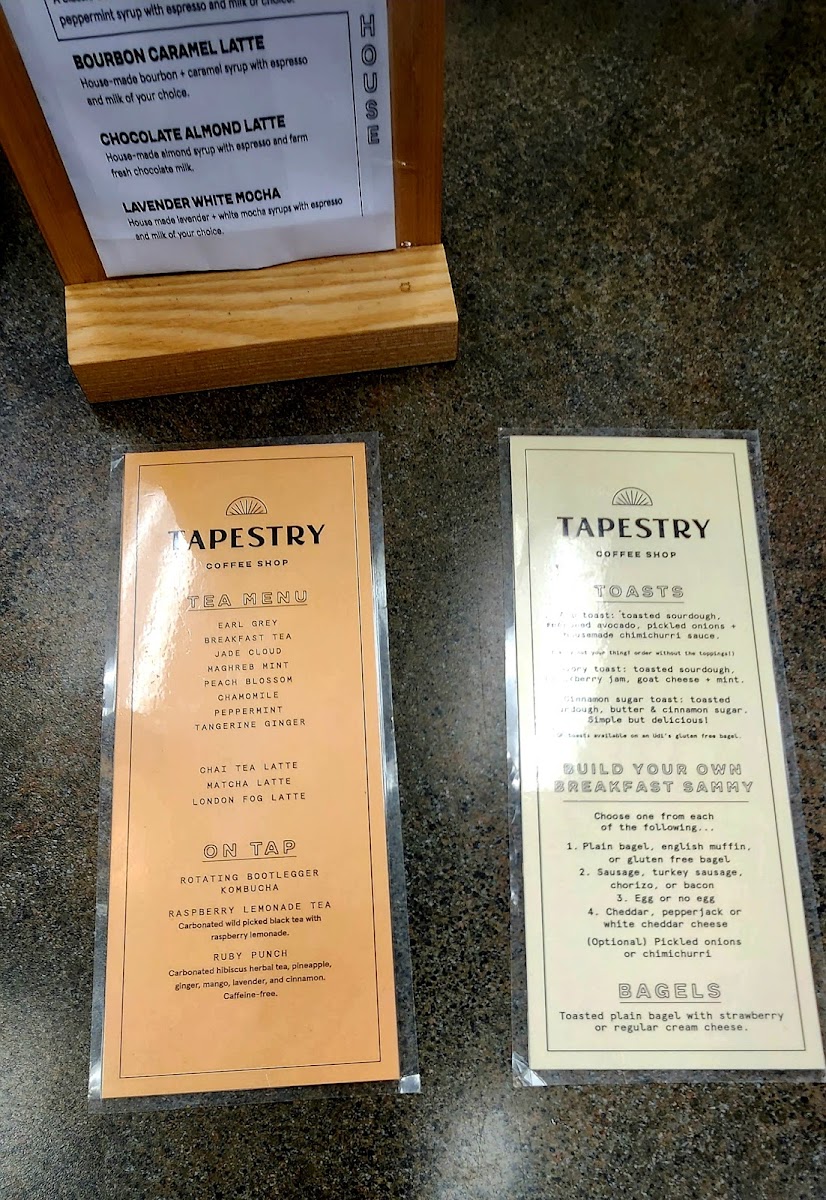 peppermint syrup with espresso and milk of choice.
BOURBON CARAMEL LATTE
House-made bourbon + caramel syrup with espresso
and milk of your choice.
CHOCOLATE ALMOND LATTE
House-made almond syrup with espresso and farm
fresh chocolate milk.
LAVENDER WHITE MOCHA
House made lavender + white mocha syrups with espresso
and milk of your choice.
HOUSE
TAPESTRY
COFFEE SHOP
TEA MENU
EARL GREY
BREAKFAST TEA
JADE CLOUD
MAGHREB MINT
PEACH BLOSSOM
CHAMOMILE
PEPPERMINT
TANGERINE GINGER
CHAI TEA LATTE
MATCHA LATTE
LONDON FOG LATTE
ON TAP
ROTATING BOOTLEGGER
KOMBUCHA
RASPBERRY LEMONADE TEA
Carbonated wild picked black tea with
raspberry lemonade.
RUBY PUNCH
Carbonated hibiscus herbal tea, pineapple,
ginger, mango, lavender, and cinnamon.
Caffeine-free.
TAPESTRY
COFFEE SHOP
TOASTS
toast: toasted sourdough,
avocado, pickled onions +
housemade chimichurri sauce.
not your thing? order without the toppings!)
toast: toasted sourdough,
jam, goat cheese + mint.
Cinnamon sugar toast: toasted
sourdough, butter & cinnamon sugar.
Simple but delicious!
toasts available on an Udi's gluten free bagel.
BUILD YOUR OWN
BREAKFAST SAMMY
Choose one from each
of the following...
1. Plain bagel, english muffin,
or gluten free bagel
2. Sausage, turkey sausage,
chorizo, or bacon
3. Egg or no egg
4. Cheddar, pepperjack or
white cheddar cheese
(Optional) Pickled onions
or chimichurri
BAGELS
Toasted plain bagel with strawberry
or regular cream cheese.